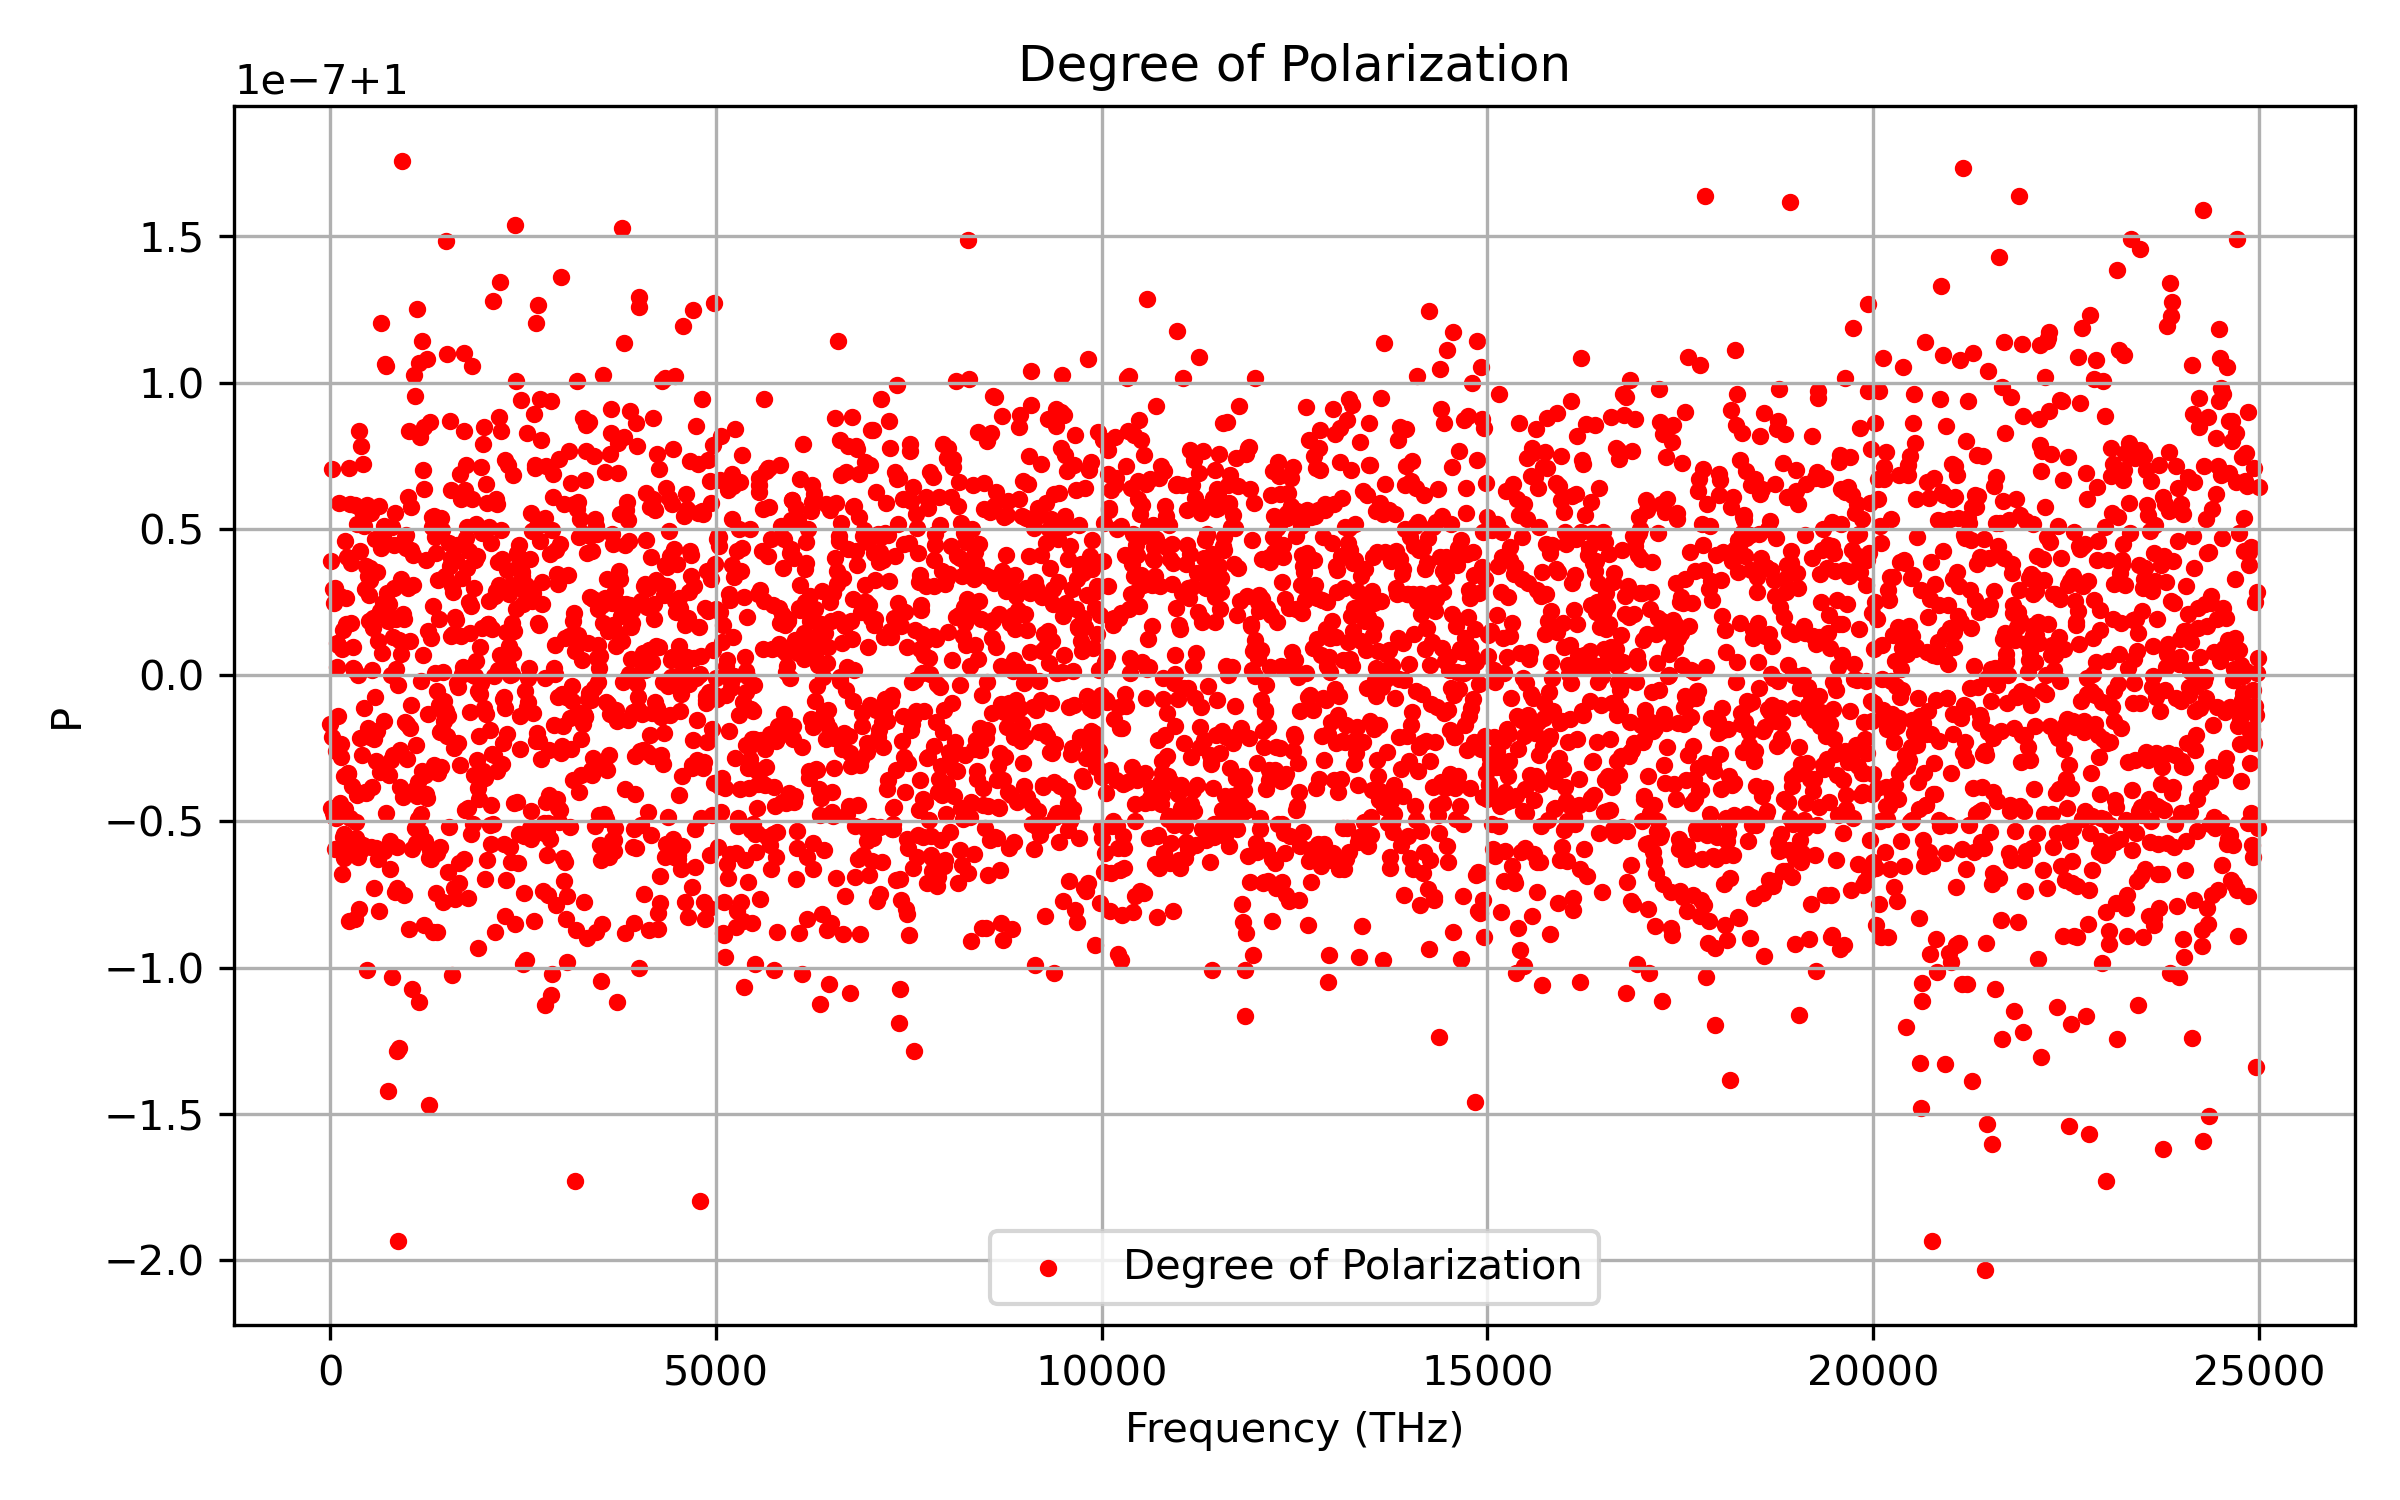 Degree of Polarization
1e−7+1
1.5
1.0
0.5
0.0
−0.5
−1.0
−1.5
−2.0
P
Degree of Polarization
0 5000 10000 15000 20000 25000
Frequency (THz)